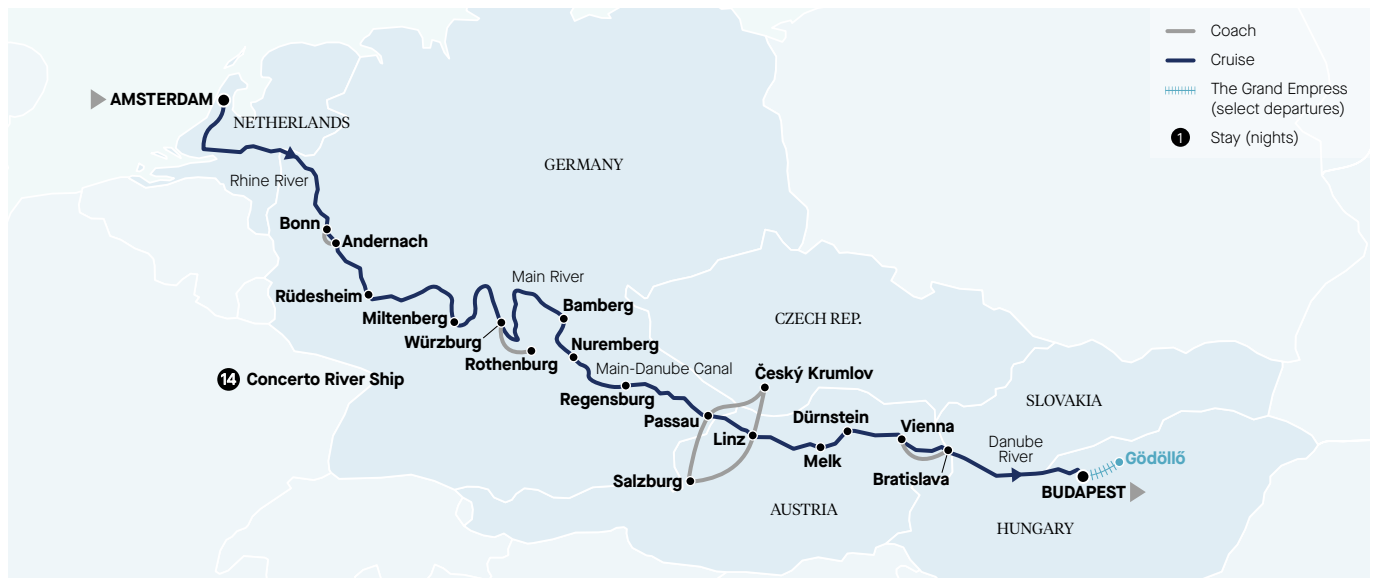 Coach
Cruise
The Grand Empress
(select departures)
1
Stay (nights)
AMSTERDAM
NETHERLANDS
GERMANY
Rhine River
Bonn
Andernach
Main River
Rüdesheim
Bamberg
Miltenberg
CZECH REP.
Würzburg
Nuremberg
Rothenburg
Main-Danube Canal
14 Concerto River Ship
Český Krumlov
Regensburg
SLOVAKIA
Passau
Dürnstein
Vienna
Linz
Danube
River
Melk
Gödöllő
Salzburg
Bratislava
BUDAPEST
AUSTRIA
HUNGARY